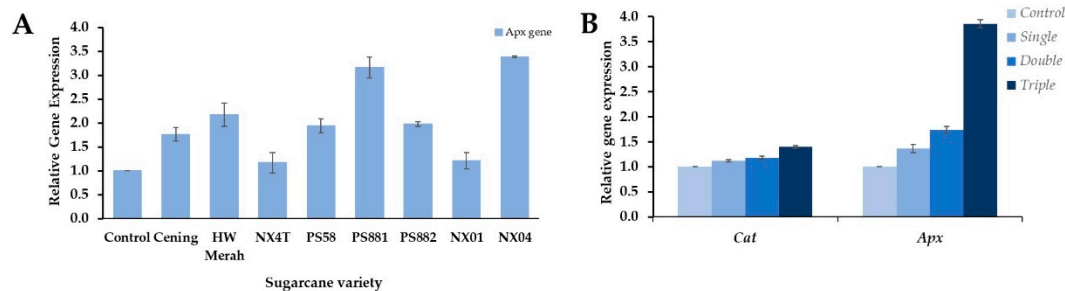 A
Relative Gene Expression
4.0
3.5
3.0
2.5
2.0
1.5
1.0
0.5
0.0
Apx gene
Control Cening HW NX4T PS58 PS881 PS882 NX01 NX04
Merah
Sugarcane variety
B
Relative gene expression
4.0
3.5
3.0
2.5
2.0
1.5
1.0
0.5
0.0
Control
Single
Double
Triple
Cat Apx